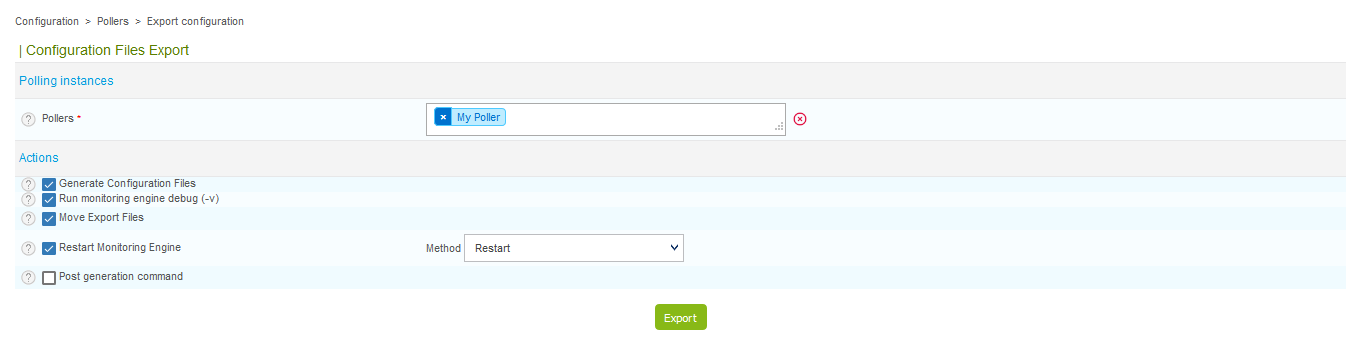 Configuration > Pollers > Export configuration
| Configuration Files Export
Polling instances
? Pollers * × My Poller
Actions
? Generate Configuration Files
? Run monitoring engine debug (-v)
? Move Export Files
? Restart Monitoring Engine Method Restart
? Post generation command
Export